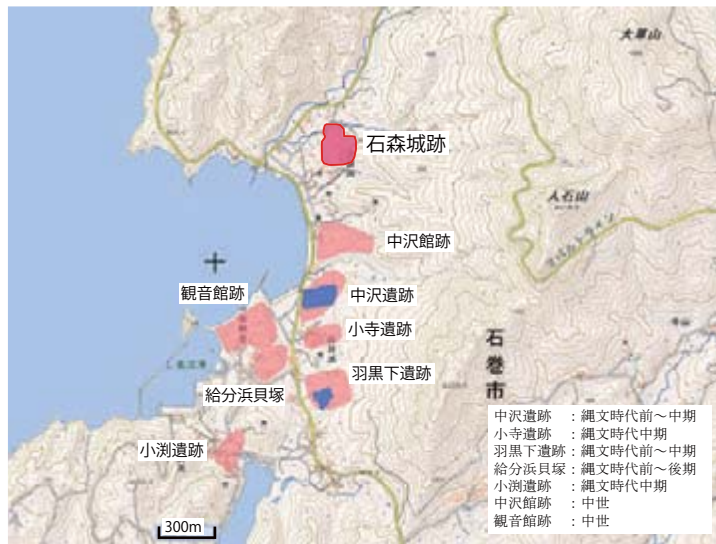 大草山
石森城跡
中沢館跡
観音館跡
中沢遺跡
小寺遺跡
羽黒下遺跡
給分浜貝塚
小渕遺跡
石巻市
300m
中沢遺跡 ：縄文時代前～中期
小寺遺跡 ：縄文時代中期
羽黒下遺跡：縄文時代前～中期
給分浜貝塚：縄文時代前～後期
小渕遺跡 ：縄文時代中期
中沢館跡 ：中世
観音館跡 ：中世